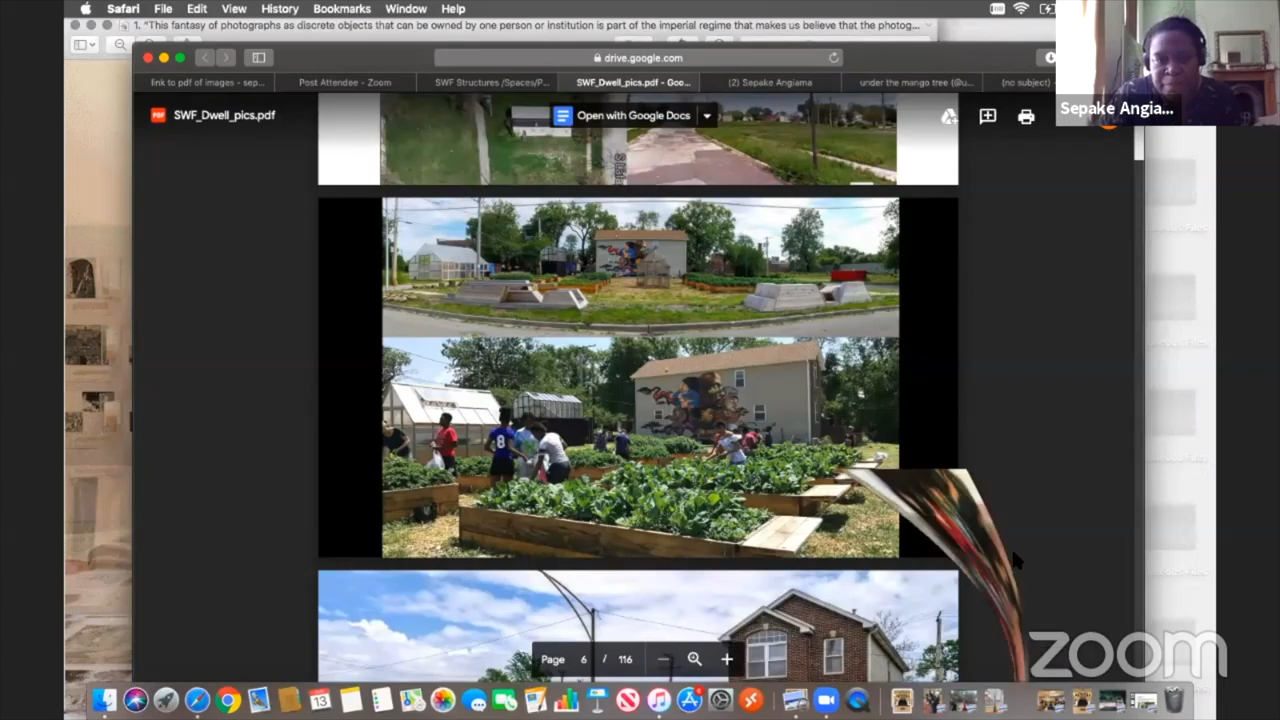 Safari File Edit View History Bookmarks Window Help
1. "This fantasy of photographs as discrete objects that can be owned by one person or institution is part of the imperial regime that makes us believe that the photog...
drive.google.com
link to pdf of images - sep...
Post Attendee - Zoom
SWF Structures /Spaces/P...
SWF_Dwell_pics.pdf - Goo...
(2) Sepake Angiama
under the mango tree (@u...
(no subject)
Sepake Angia...
PDF SWF_Dwell_pics.pdf
Open with Google Docs
8
Page 6 / 116
zoom
13